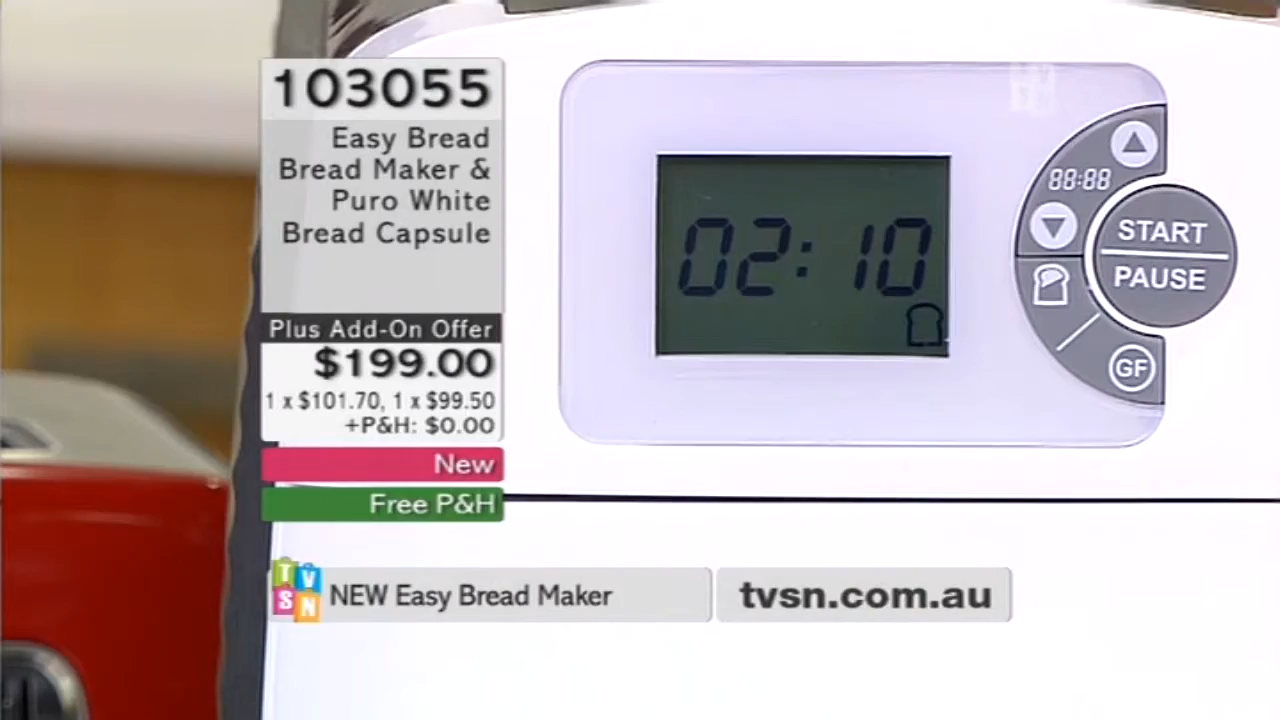 103055
Easy Bread
Bread Maker &
Puro White
Bread Capsule
Plus Add-On Offer
$199.00
1 x $101.70, 1 x $99.50
+P&H: $0.00
New
Free P&H
02:10
88:88
START
PAUSE
GF
TVSN
NEW Easy Bread Maker
tvsn.com.au